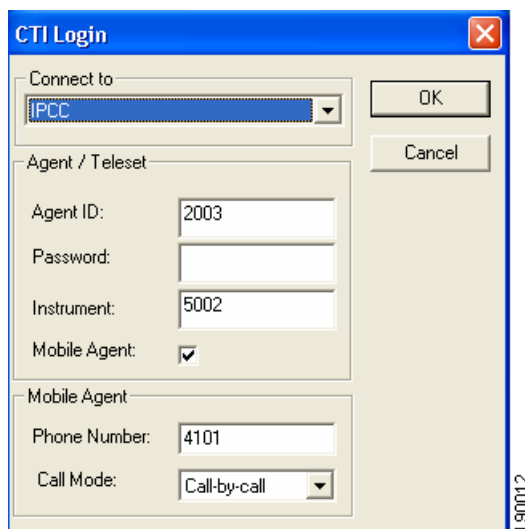 CTI Login
Connect to
IPCC
OK
Cancel
Agent / Teleset
Agent ID: 2003
Password:
Instrument: 5002
Mobile Agent:
Mobile Agent
Phone Number: 4101
Call Mode: Call-by-call
190012